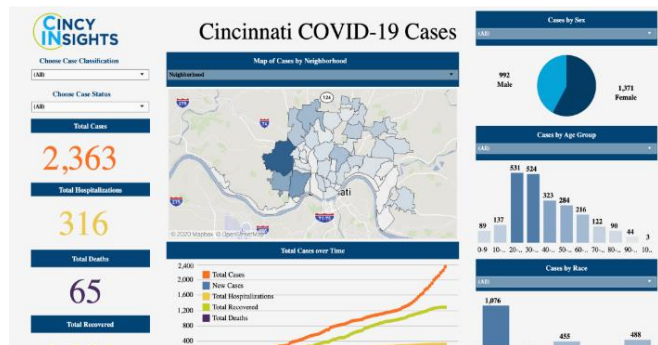 CINCY
INSIGHTS
Cincinnati COVID-19 Cases
Choose Case Classification
(All)
Choose Case Status
(All)
Total Cases
2,363
Total Hospitalizations
316
Total Deaths
65
Total Recovered
Map of Cases by Neighborhood
Neighborhood
126
ati
© 2020 Mapbox © OpenStreetMap
Total Cases over Time
2,400
2,000
1,600
1,200
800
400
Total Cases
New Cases
Total Hospitalizations
Total Recovered
Total Deaths
Cases by Sex
(All)
992
Male
1,371
Female
Cases by Age Group
(All)
89 137 531 524 323 284 216 122 90 44 3
0-9 10-.. 20-.. 30-.. 40-.. 50-.. 60-.. 70-.. 80-.. 90-.. 10..
Cases by Race
(All)
1,076
455
488